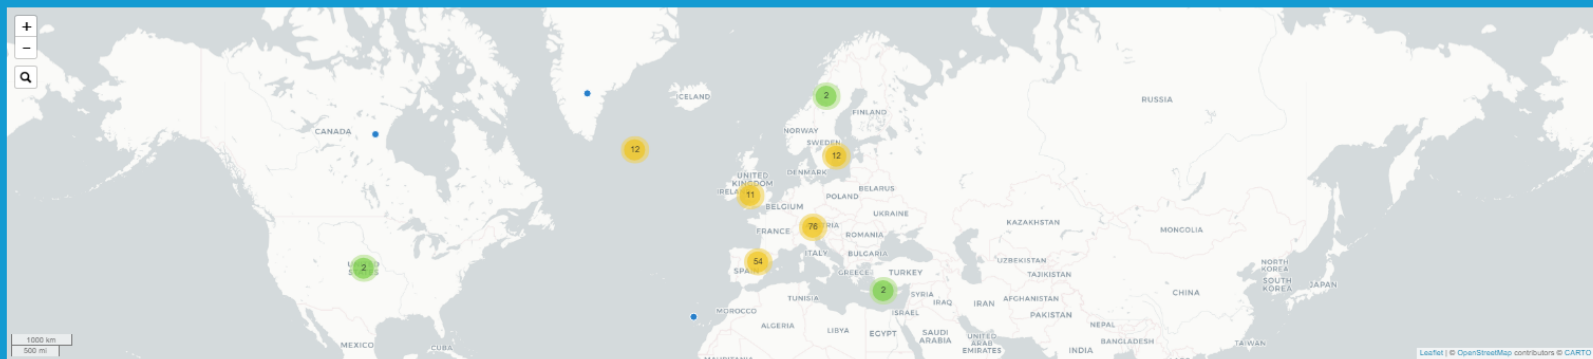 +
−
2
CELAND
RUSSIA
FINLAND
CANADA
NORWAY
SWEDEN
12
12
DENMARK
UNITED
KINGDOM
11
BELARUS
POLAND
BELGIUM
UKRAINE
76
FRANCE
ROMANIA
KAZAKHSTAN
MONGOLIA
ITALY
BULGARIA
54
2
GREECE
TURKEY
UZBEKISTAN
TAJIKISTAN
NORTH
KOREA
SOUTH
KOREA
JAPAN
2
SYRIA
IRAQ
IRAN
AFGHANISTAN
CHINA
TUNISIA
MOROCCO
ISRAEL
PAKISTAN
ALGERIA
LIBYA
EGYPT
SAUDI
ARABIA
UNITED
ARAB
EMIRATES
NEPAL
BANGLADESH
INDIA
TAIWAN
1000 km
500 mi
MEXICO
CUBA
Leaflet | © OpenStreetMap contributors © CARTO